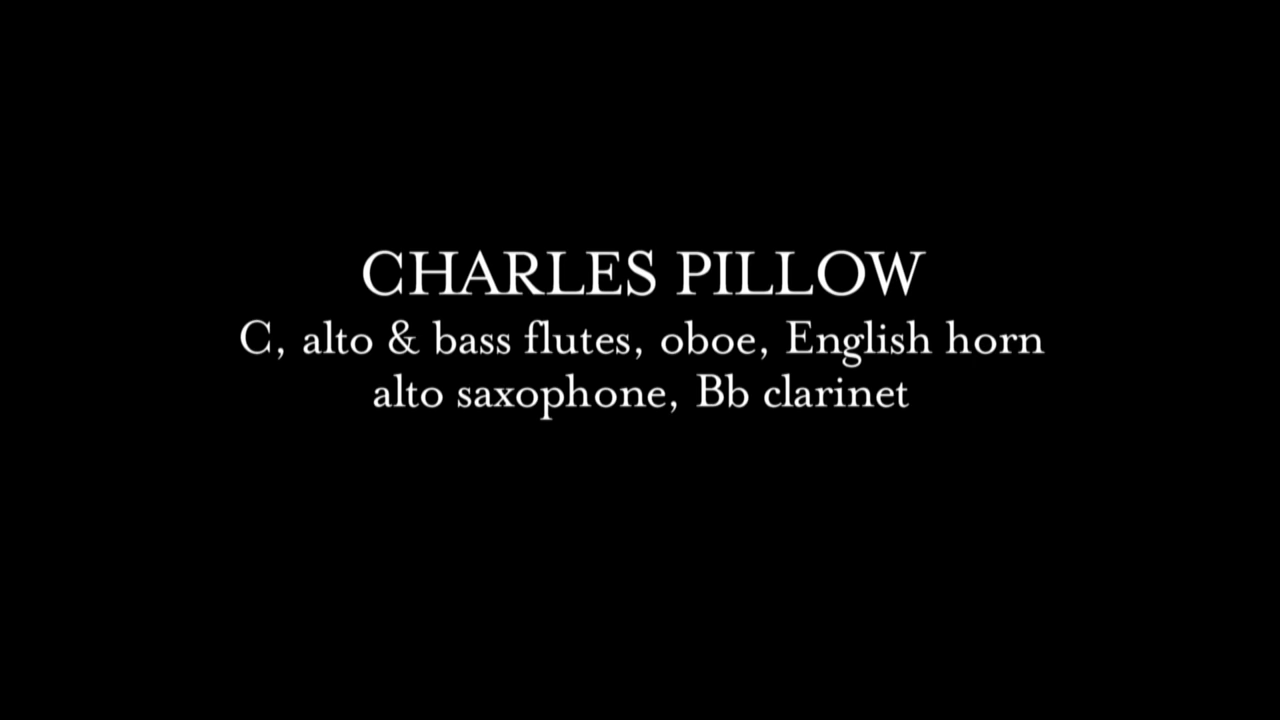 CHARLES PILLOW
C, alto & bass flutes, oboe, English horn
alto saxophone, Bb clarinet